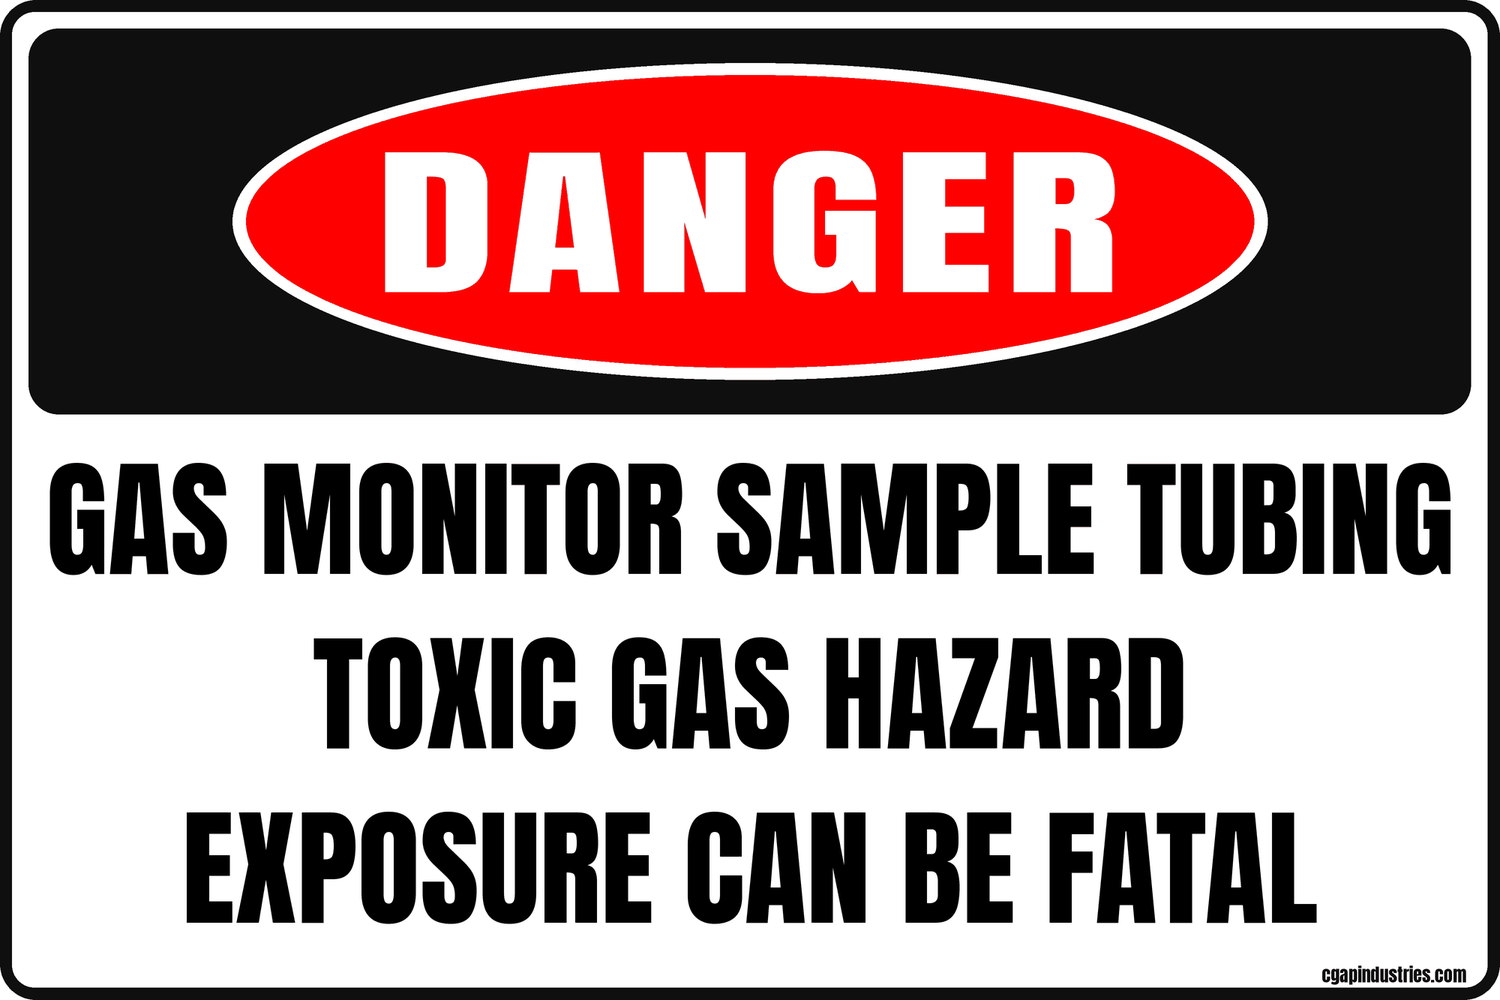 DANGER
GAS MONITOR SAMPLE TUBING
TOXIC GAS HAZARD
EXPOSURE CAN BE FATAL
cgapindustries.com